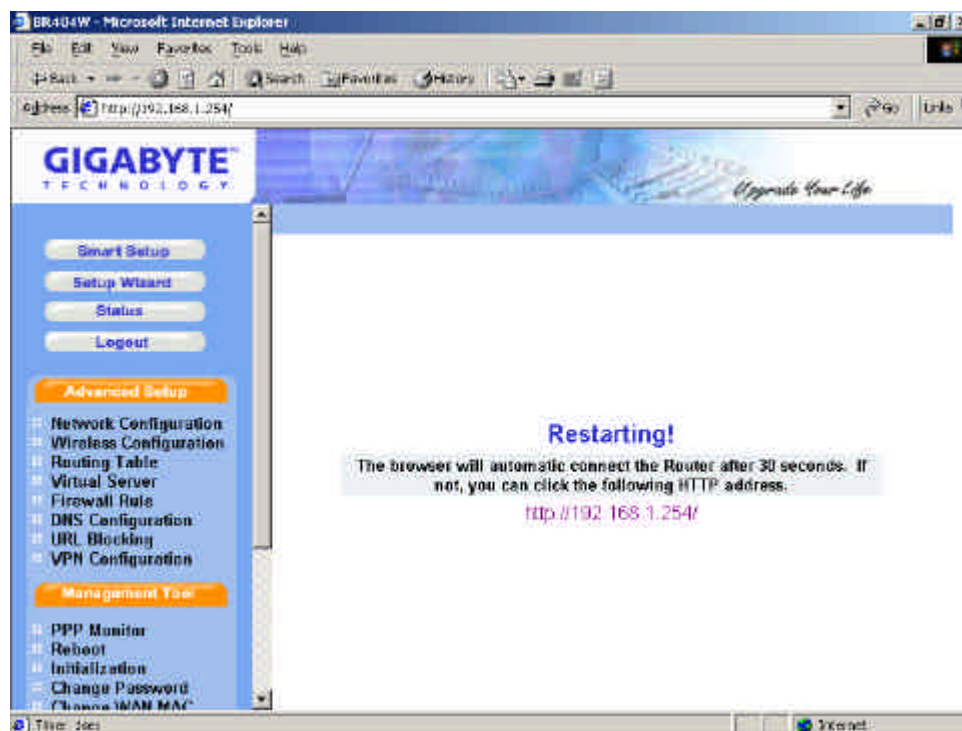 BR404W - Microsoft Internet Explorer
File Edit View Favorites Tools Help
Back Search Favorites History
Address http://192.168.1.254/ Go Links
GIGABYTE
TECHNOLOGY
Upgrade Your Life
Smart Setup
Setup Wizard
Status
Logout
Advanced Setup
Network Configuration
Wireless Configuration
Routing Table
Virtual Server
Firewall Rule
DNS Configuration
URL Blocking
VPN Configuration
Management Tool
PPP Monitor
Reboot
Initialization
Change Password
Change WAN MAC
Restarting!
The browser will automatic connect the Router after 30 seconds. If
not, you can click the following HTTP address.
http://192.168.1.254/
Internet